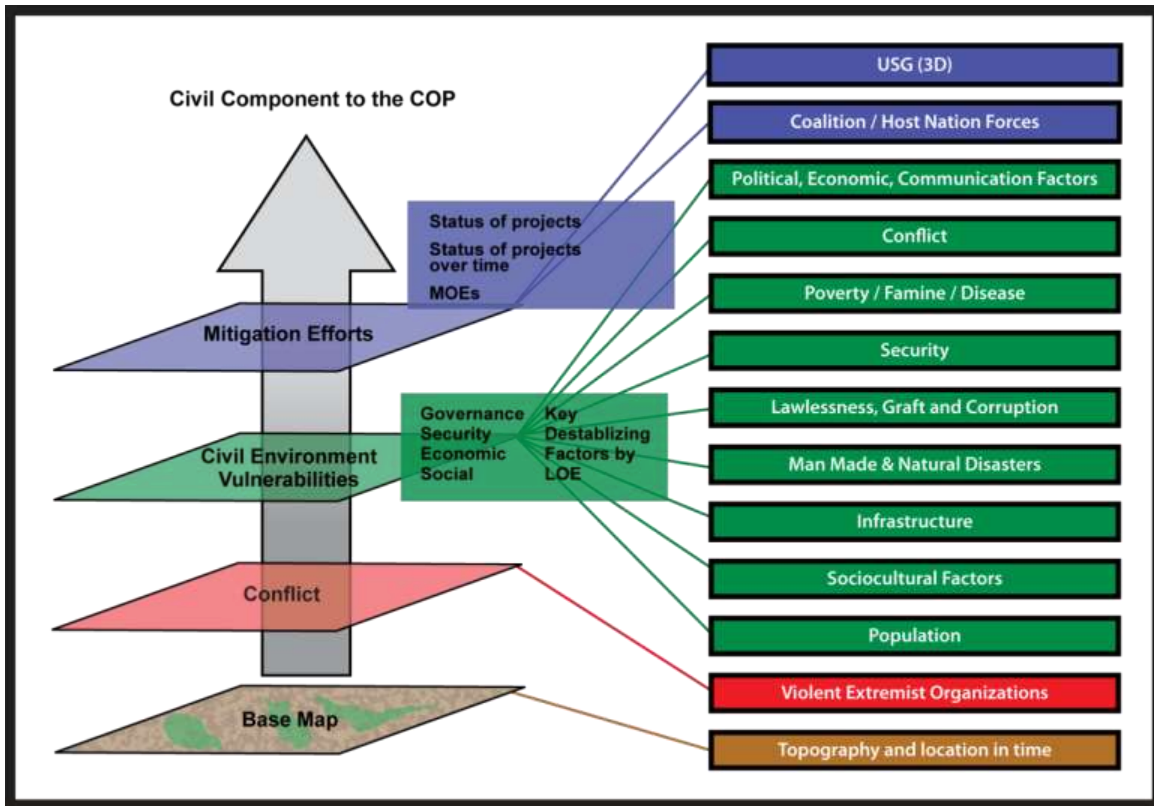 Civil Component to the COP
Status of projects
Status of projects
over time
MOEs
Mitigation Efforts
Governance
Security
Economic
Social
Key
Destablizing
Factors by
LOE
Civil Environment
Vulnerabilities
Conflict
Base Map
USG (3D)
Coalition / Host Nation Forces
Political, Economic, Communication Factors
Conflict
Poverty / Famine / Disease
Security
Lawlessness, Graft and Corruption
Man Made & Natural Disasters
Infrastructure
Sociocultural Factors
Population
Violent Extremist Organizations
Topography and location in time